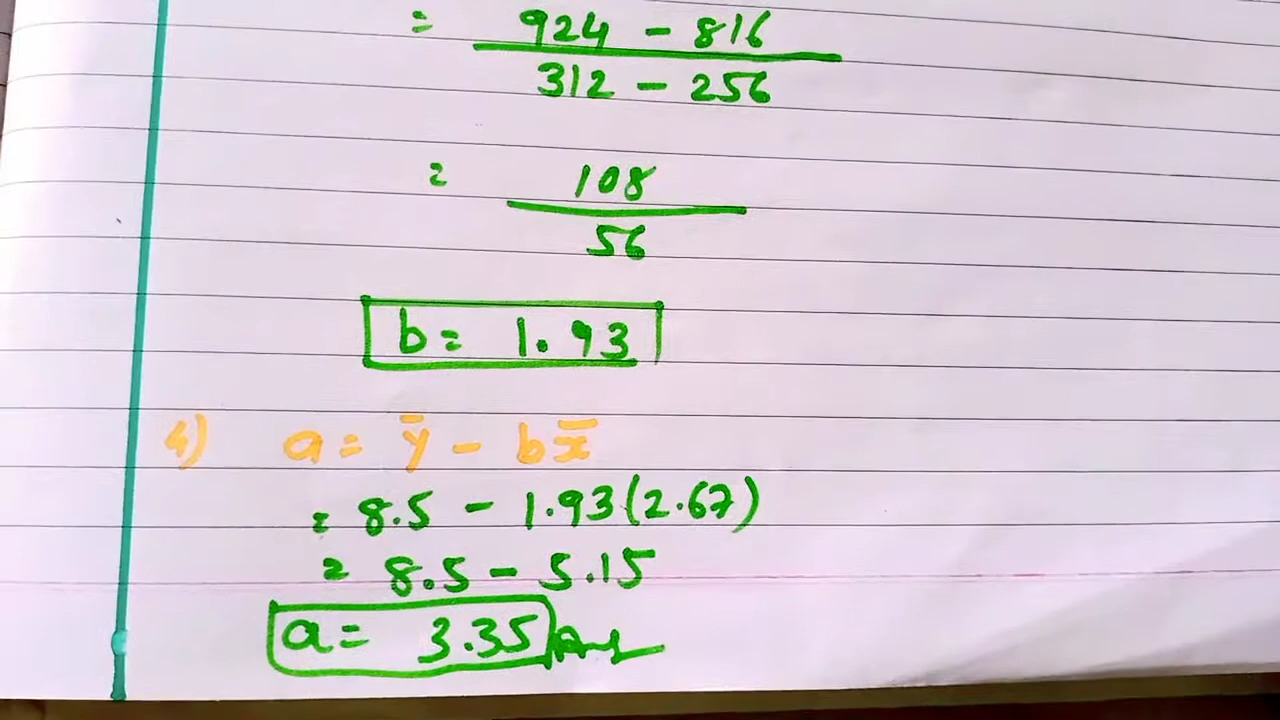 = 924 - 816
312 - 256
= 108
56
b = 1.93
4) a = ȳ - bx̄
= 8.5 - 1.93(2.67)
= 8.5 - 5.15
a = 3.35 Ans